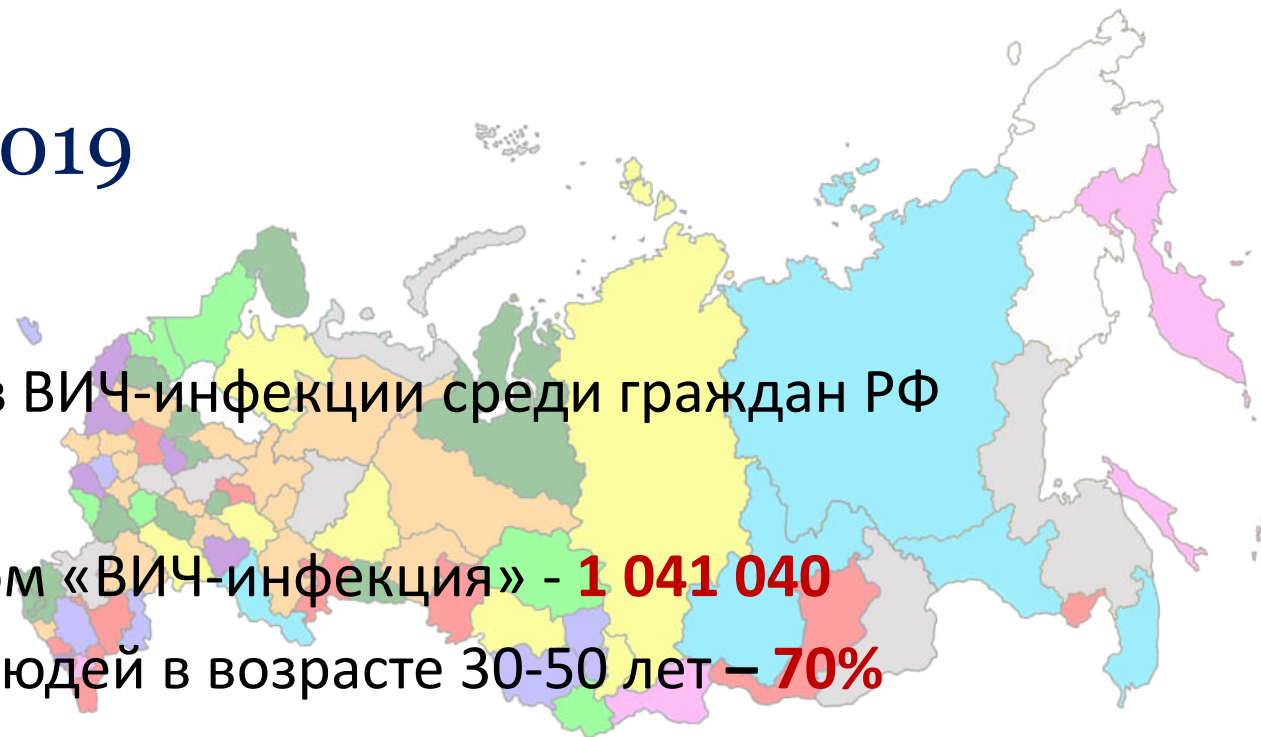 019
в ВИЧ-инфекции среди граждан РФ
ом «ВИЧ-инфекция» - 1 041 040
юдей в возрасте 30-50 лет – 70%